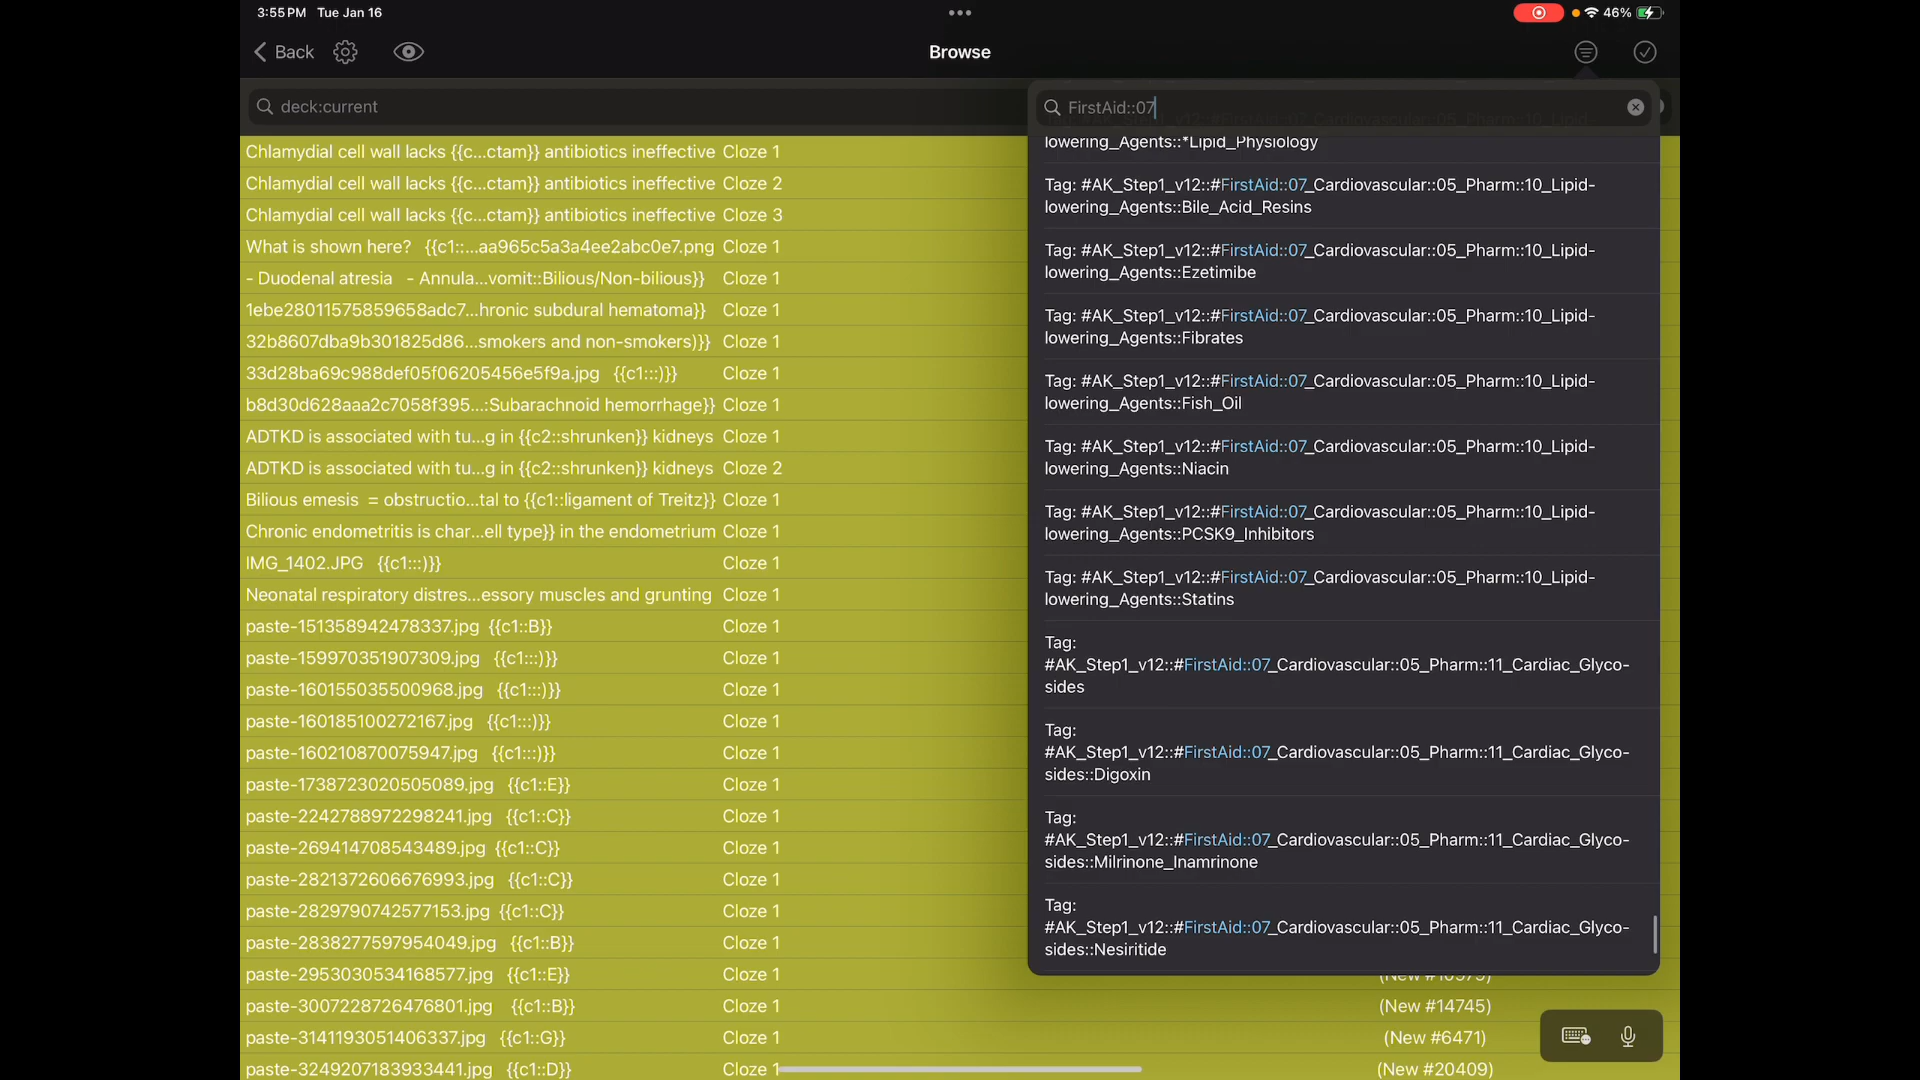 3:55 PM Tue Jan 16
46%
Back
Browse
deck:current
Chlamydial cell wall lacks {{c...ctam}} antibiotics ineffective Cloze 1
Chlamydial cell wall lacks {{c...ctam}} antibiotics ineffective Cloze 2
Chlamydial cell wall lacks {{c...ctam}} antibiotics ineffective Cloze 3
What is shown here? {{c1::...aa965c5a3a4ee2abc0e7.png Cloze 1
- Duodenal atresia - Annula...vomit::Bilious/Non-bilious}} Cloze 1
1ebe28011575859658adc7...hronic subdural hematoma}} Cloze 1
32b8607dba9b301825d86...smokers and non-smokers)}} Cloze 1
33d28ba69c988def05f06205456e5f9a.jpg {{c1:::)}} Cloze 1
b8d30d628aaa2c7058f395...:Subarachnoid hemorrhage}} Cloze 1
ADTKD is associated with tu...g in {{c2::shrunken}} kidneys Cloze 1
ADTKD is associated with tu...g in {{c2::shrunken}} kidneys Cloze 2
Bilious emesis = obstructio...tal to {{c1::ligament of Treitz}} Cloze 1
Chronic endometritis is char...ell type}} in the endometrium Cloze 1
IMG_1402.JPG {{c1:::)}} Cloze 1
Neonatal respiratory distres...essory muscles and grunting Cloze 1
paste-151358942478337.jpg {{c1::B}} Cloze 1
paste-159970351907309.jpg {{c1:::)}} Cloze 1
paste-160155035500968.jpg {{c1:::)}} Cloze 1
paste-160185100272167.jpg {{c1:::)}} Cloze 1
paste-160210870075947.jpg {{c1:::)}} Cloze 1
paste-1738723020505089.jpg {{c1::E}} Cloze 1
paste-2242788972298241.jpg {{c1::C}} Cloze 1
paste-269414708543489.jpg {{c1::C}} Cloze 1
paste-2821372606676993.jpg {{c1::C}} Cloze 1
paste-2829790742577153.jpg {{c1::C}} Cloze 1
paste-2838277597954049.jpg {{c1::B}} Cloze 1
paste-2953030534168577.jpg {{c1::E}} Cloze 1
paste-3007228726476801.jpg {{c1::B}} Cloze 1 (New #14745)
paste-3141193051406337.jpg {{c1::G}} Cloze 1 (New #6471)
paste-3249207183933441.jpg {{c1::D}} Cloze 1 (New #20409)
FirstAid::07
lowering_Agents::*Lipid_Physiology
Tag: #AK_Step1_v12::#FirstAid::07_Cardiovascular::05_Pharm::10_Lipid-
lowering_Agents::Bile_Acid_Resins
Tag: #AK_Step1_v12::#FirstAid::07_Cardiovascular::05_Pharm::10_Lipid-
lowering_Agents::Ezetimibe
Tag: #AK_Step1_v12::#FirstAid::07_Cardiovascular::05_Pharm::10_Lipid-
lowering_Agents::Fibrates
Tag: #AK_Step1_v12::#FirstAid::07_Cardiovascular::05_Pharm::10_Lipid-
lowering_Agents::Fish_Oil
Tag: #AK_Step1_v12::#FirstAid::07_Cardiovascular::05_Pharm::10_Lipid-
lowering_Agents::Niacin
Tag: #AK_Step1_v12::#FirstAid::07_Cardiovascular::05_Pharm::10_Lipid-
lowering_Agents::PCSK9_Inhibitors
Tag: #AK_Step1_v12::#FirstAid::07_Cardiovascular::05_Pharm::10_Lipid-
lowering_Agents::Statins
Tag:
#AK_Step1_v12::#FirstAid::07_Cardiovascular::05_Pharm::11_Cardiac_Glyco-
sides
Tag:
#AK_Step1_v12::#FirstAid::07_Cardiovascular::05_Pharm::11_Cardiac_Glyco-
sides::Digoxin
Tag:
#AK_Step1_v12::#FirstAid::07_Cardiovascular::05_Pharm::11_Cardiac_Glyco-
sides::Milrinone_Inamrinone
Tag:
#AK_Step1_v12::#FirstAid::07_Cardiovascular::05_Pharm::11_Cardiac_Glyco-
sides::Nesiritide